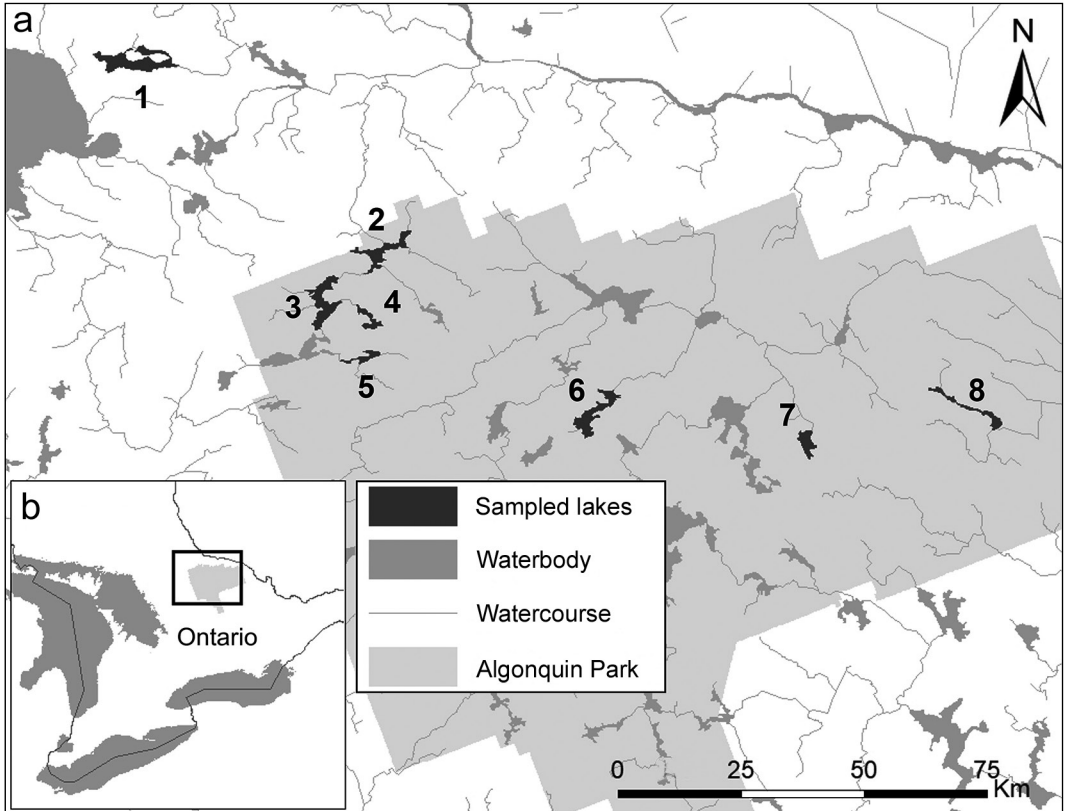 a
N
1
2
3
4
5
6
7
8
b
Ontario
Sampled lakes
Waterbody
Watercourse
Algonquin Park
0 25 50 75
Km